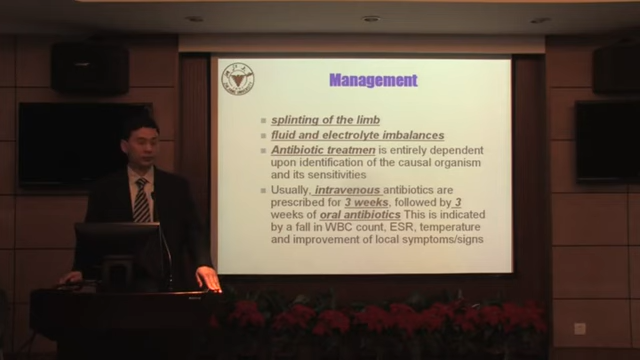 Management
splinting of the limb
fluid and electrolyte imbalances
Antibiotic treatmen is entirely dependent
upon identification of the causal organism
and its sensitivities
Usually, intravenous antibiotics are
prescribed for 3 weeks, followed by 3
weeks of oral antibiotics This is indicated
by a fall in WBC count, ESR, temperature
and improvement of local symptoms/signs